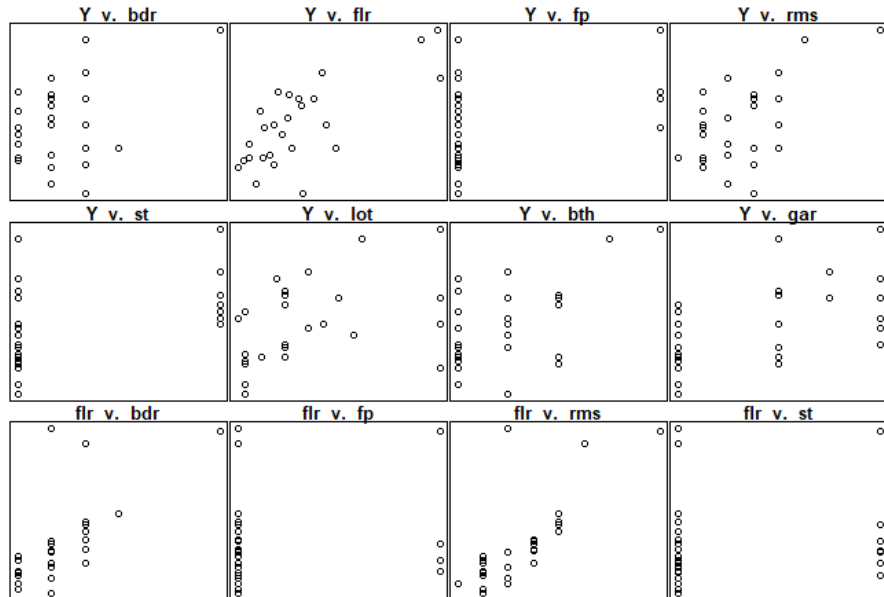 Y v. bdr
Y v. flr
Y v. fp
Y v. rms
Y v. st
Y v. lot
Y v. bth
Y v. gar
flr v. bdr
flr v. fp
flr v. rms
flr v. st